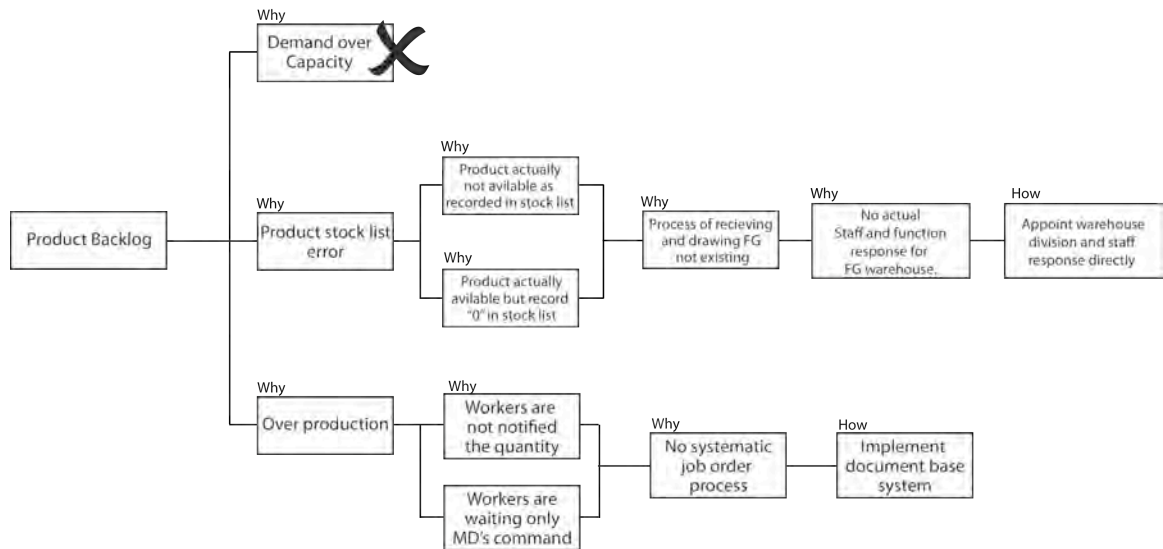 Why
Demand over
Capacity
Product Backlog
Why
Product stock list
error
Why
Product actually
not avilable as
recorded in stock list
Why
Product actually
avilable but record
"0" in stock list
Why
Process of recieving
and drawing FG
not existing
Why
No actual
Staff and function
response for
FG warehouse.
How
Appoint warehouse
division and staff
response directly
Why
Over production
Why
Workers are
not notified
the quantity
Workers are
waiting only
MD's command
Why
No systematic
job order
process
How
Implement
document base
system